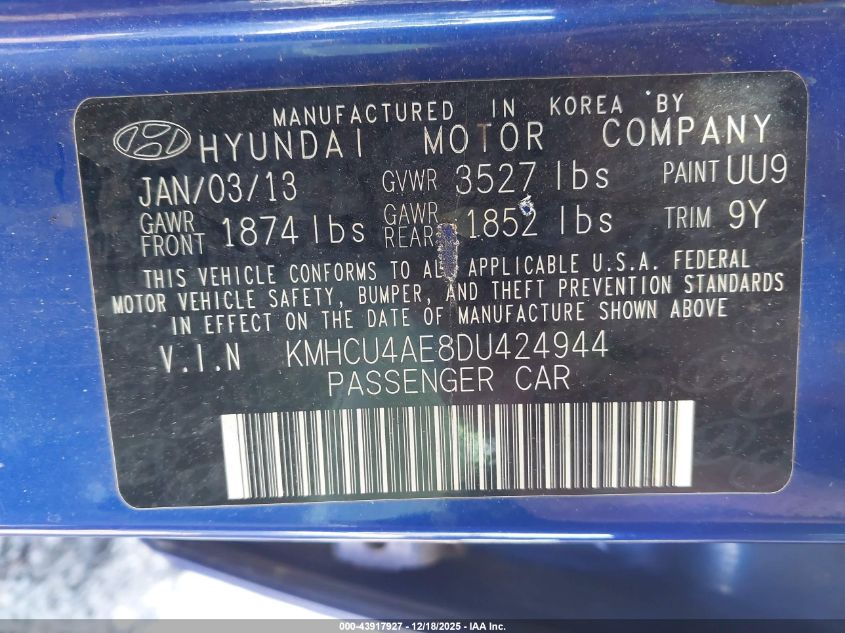 MANUFACTURED IN KOREA BY
HYUNDAI MOTOR COMPANY
JAN/03/13 GVWR 3527 lbs PAINT UU9
GAWR FRONT 1874 lbs GAWR REAR 1852 lbs TRIM 9Y
THIS VEHICLE CONFORMS TO ALL APPLICABLE U.S.A. FEDERAL
MOTOR VEHICLE SAFETY, BUMPER, AND THEFT PREVENTION STANDARDS
IN EFFECT ON THE DATE OF MANUFACTURE SHOWN ABOVE
V.I.N KMHCU4AE8DU424944
PASSENGER CAR
000-43917927 - 12/18/2025 - IAA Inc.